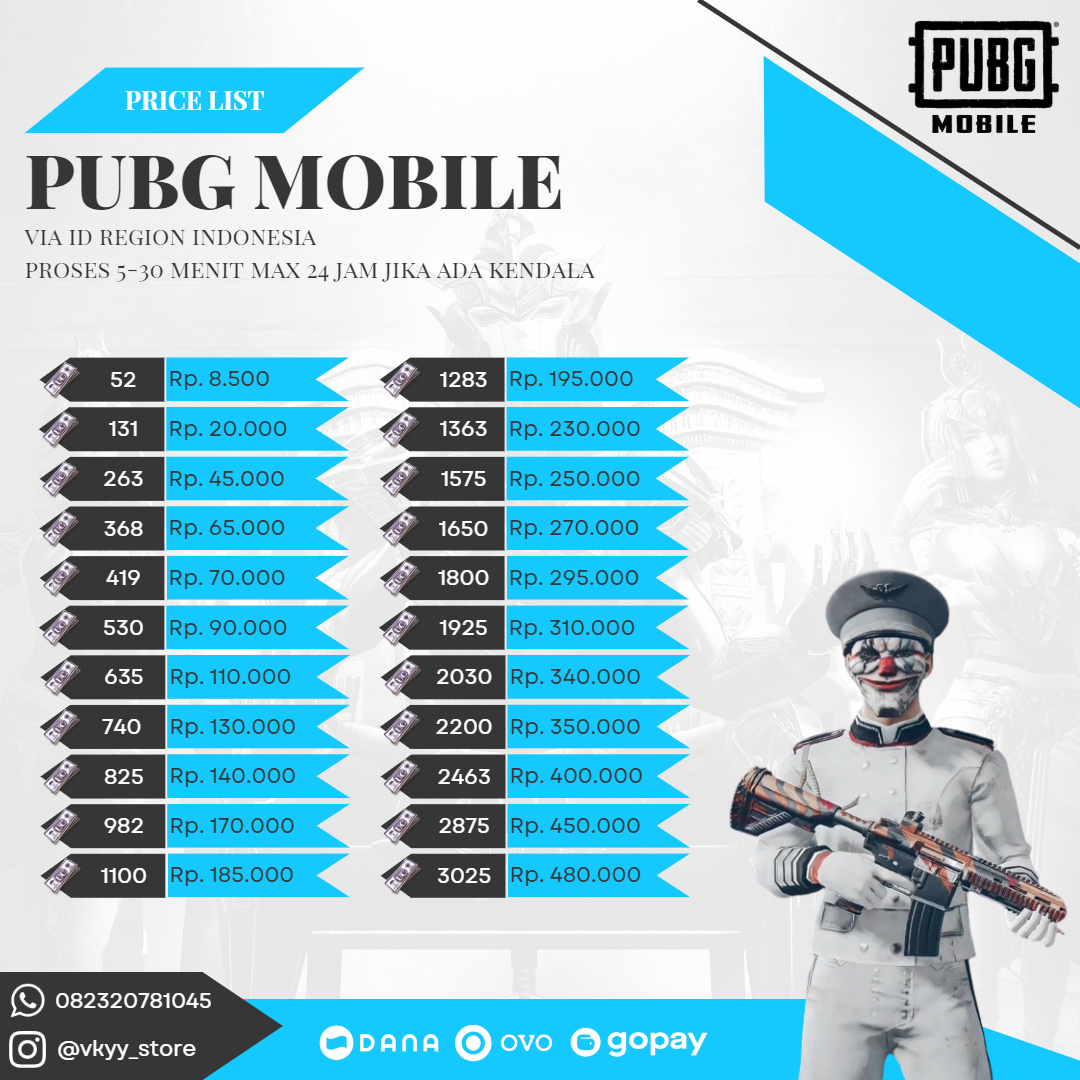 PUBG
MOBILE
PRICE LIST
PUBG MOBILE
VIA ID REGION INDONESIA
PROSES 5-30 MENIT MAX 24 JAM JIKA ADA KENDALA
52 Rp. 8.500
131 Rp. 20.000
263 Rp. 45.000
368 Rp. 65.000
419 Rp. 70.000
530 Rp. 90.000
635 Rp. 110.000
740 Rp. 130.000
825 Rp. 140.000
982 Rp. 170.000
1100 Rp. 185.000
1283 Rp. 195.000
1363 Rp. 230.000
1575 Rp. 250.000
1650 Rp. 270.000
1800 Rp. 295.000
1925 Rp. 310.000
2030 Rp. 340.000
2200 Rp. 350.000
2463 Rp. 400.000
2875 Rp. 450.000
3025 Rp. 480.000
082320781045
@vkyy_store
DANA OVO gopay